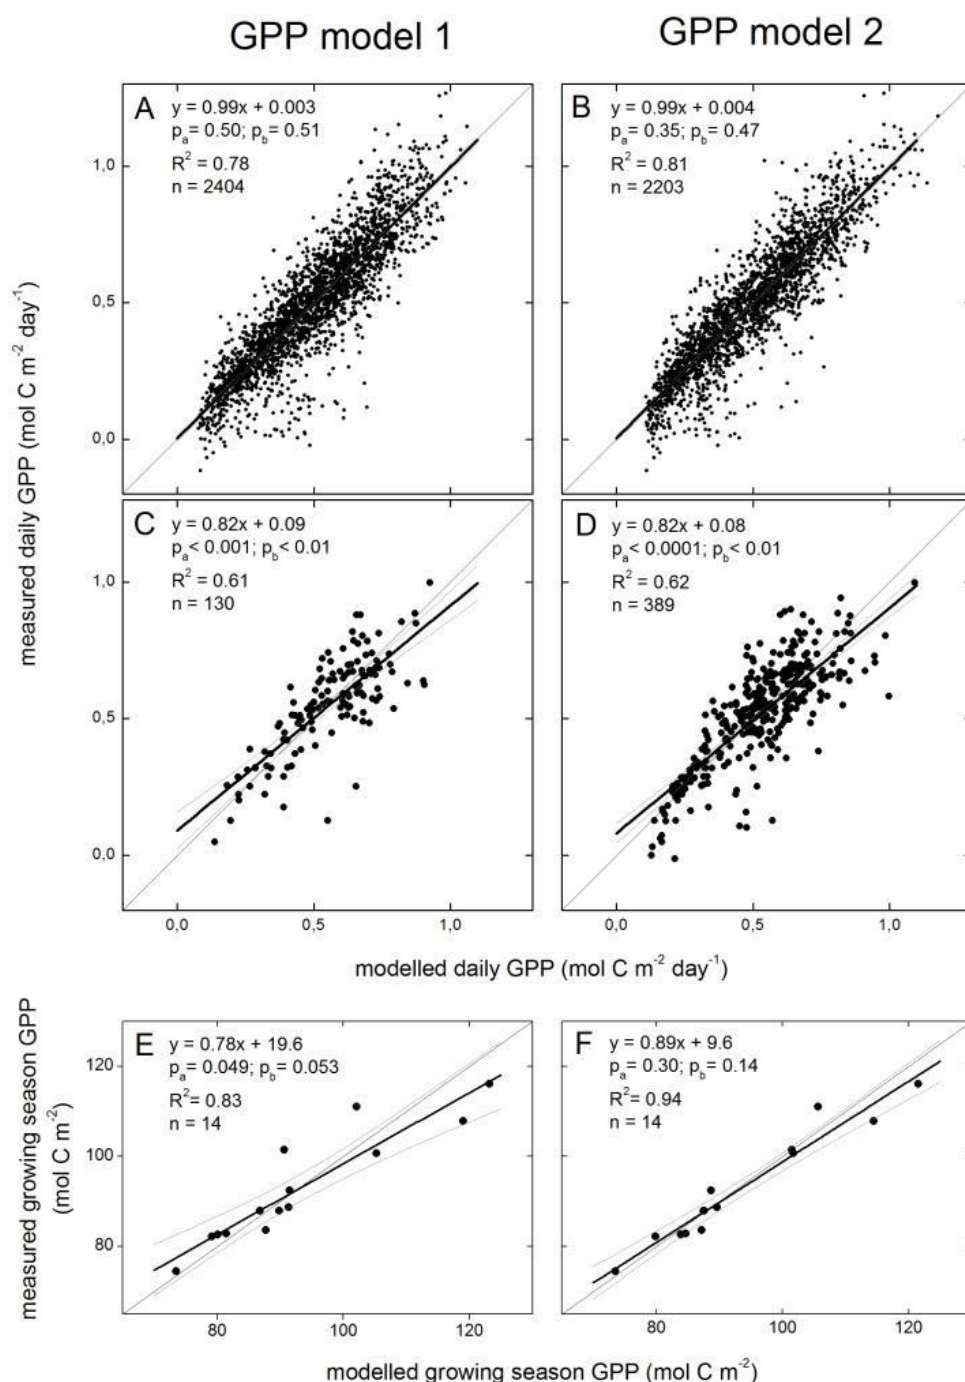 GPP model 1
GPP model 2
measured daily GPP (mol C m⁻² day⁻¹)
A
y = 0.99x + 0.003
pₐ= 0.50; p_b= 0.51
R² = 0.78
n = 2404
1,0
0,5
0,0
B
y = 0.99x + 0.004
pₐ= 0.35; p_b= 0.47
R² = 0.81
n = 2203
C
y = 0.82x + 0.09
pₐ< 0.001; p_b< 0.01
R² = 0.61
n = 130
1,0
0,5
0,0
0,0 0,5 1,0
D
y = 0.82x + 0.08
pₐ< 0.0001; p_b< 0.01
R² = 0.62
n = 389
0,0 0,5 1,0
modelled daily GPP (mol C m⁻² day⁻¹)
measured growing season GPP
(mol C m⁻²)
E
y = 0.78x + 19.6
pₐ= 0.049; p_b= 0.053
R²= 0.83
n = 14
120
100
80
80 100 120
F
y = 0.89x + 9.6
pₐ= 0.30; p_b= 0.14
R²= 0.94
n = 14
80 100 120
modelled growing season GPP (mol C m⁻²)